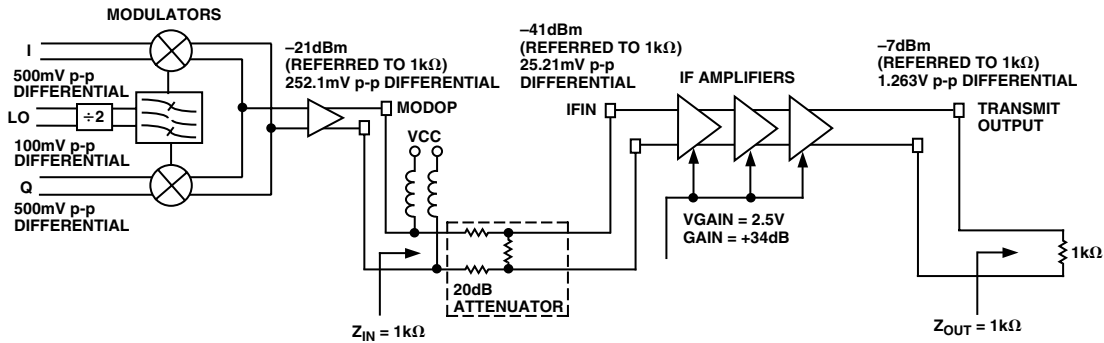 MODULATORS
I
500mV p-p
DIFFERENTIAL
LO
÷2
100mV p-p
DIFFERENTIAL
Q
500mV p-p
DIFFERENTIAL
–21dBm
(REFERRED TO 1kΩ)
252.1mV p-p DIFFERENTIAL
MODOP
VCC
20dB
ATTENUATOR
Z_IN = 1kΩ
–41dBm
(REFERRED TO 1kΩ)
25.21mV p-p
DIFFERENTIAL
IFIN
IF AMPLIFIERS
VGAIN = 2.5V
GAIN = +34dB
–7dBm
(REFERRED TO 1kΩ)
1.263V p-p DIFFERENTIAL
TRANSMIT
OUTPUT
1kΩ
Z_OUT = 1kΩ